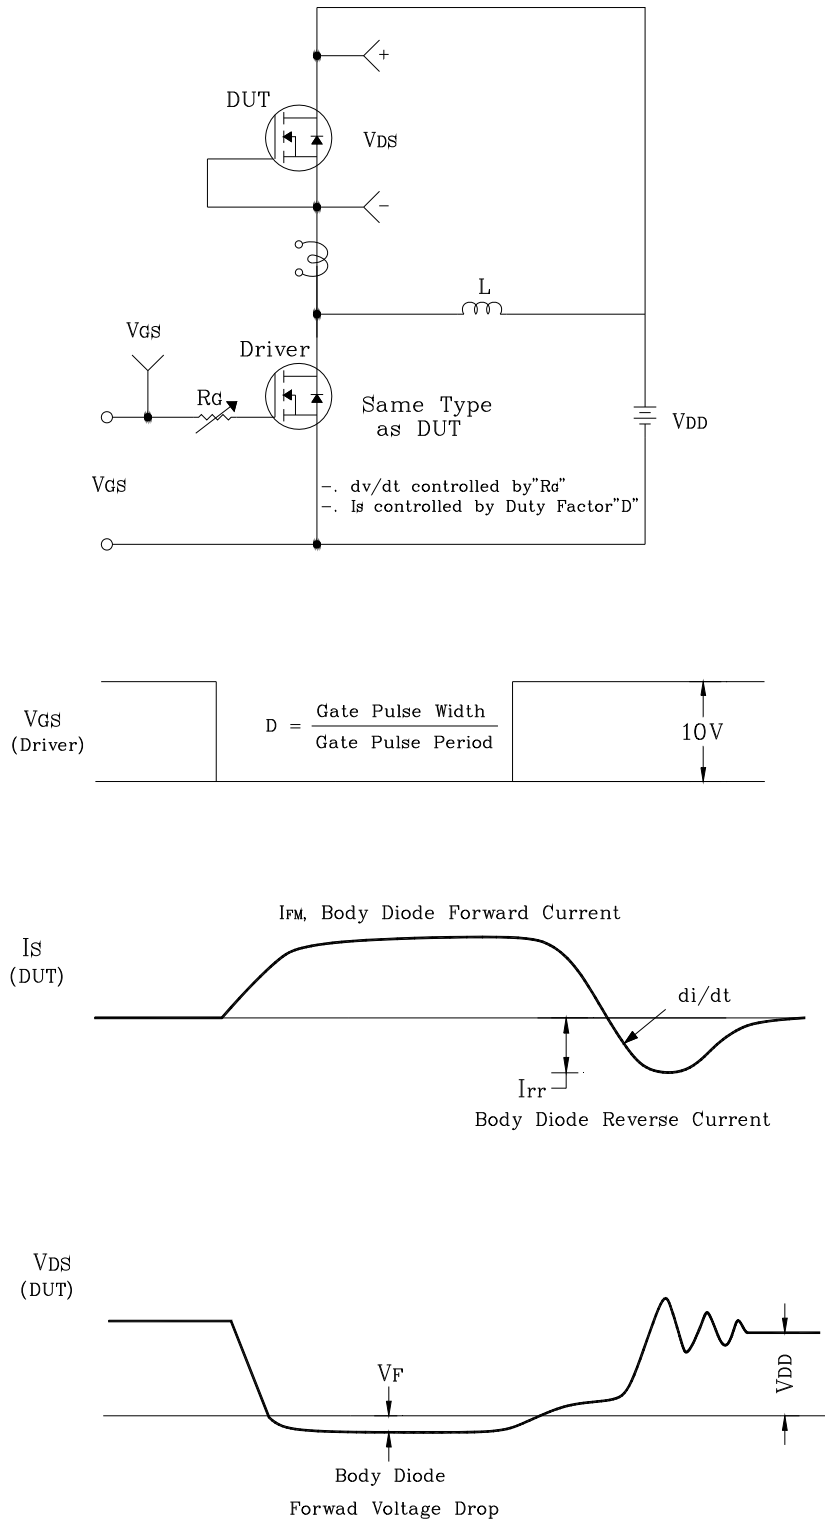 +
DUT
VDS
−
L
VGS
Driver
RG
Same Type
as DUT
VDD
VGS
−. dv/dt controlled by"RG"
−. Is controlled by Duty Factor"D"
VGS
(Driver)
D = Gate Pulse Width
Gate Pulse Period
10V
IFM, Body Diode Forward Current
IS
(DUT)
di/dt
Irr
Body Diode Reverse Current
VDS
(DUT)
VF
VDD
Body Diode
Forwad Voltage Drop